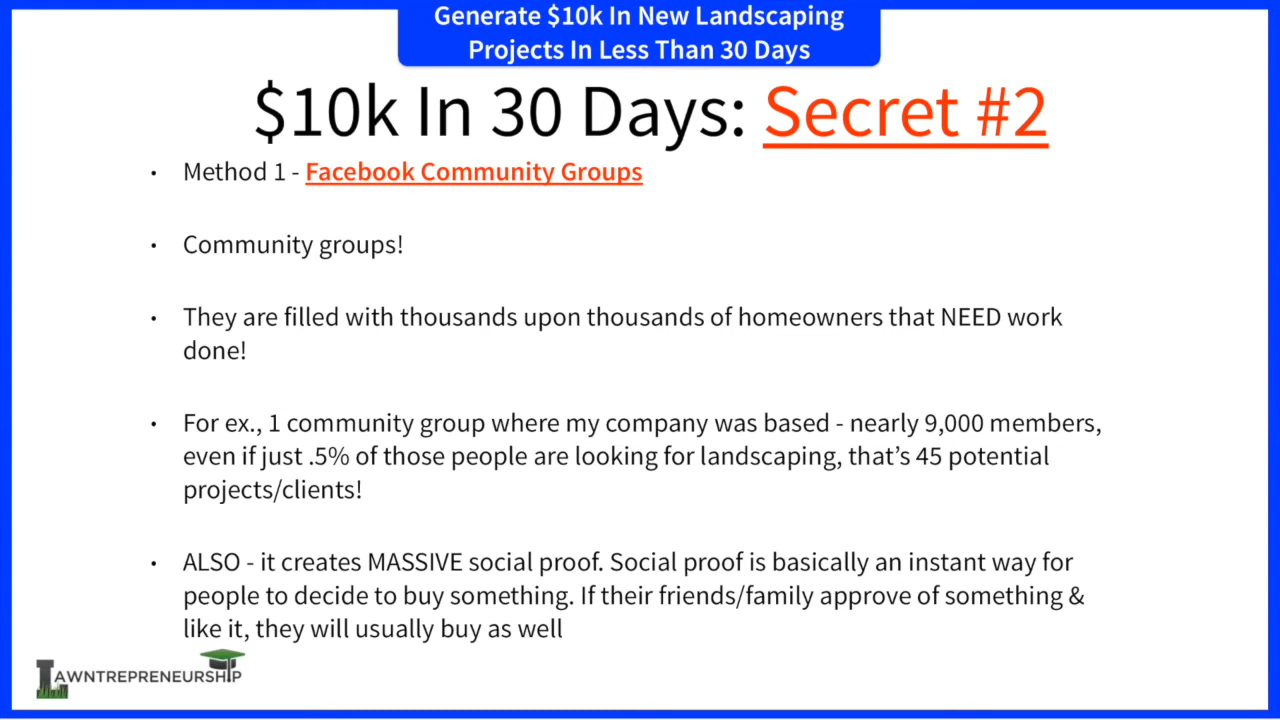 Generate $10k In New Landscaping
Projects In Less Than 30 Days
$10k In 30 Days: Secret #2
• Method 1 - Facebook Community Groups
• Community groups!
• They are filled with thousands upon thousands of homeowners that NEED work
done!
• For ex., 1 community group where my company was based - nearly 9,000 members,
even if just .5% of those people are looking for landscaping, that’s 45 potential
projects/clients!
• ALSO - it creates MASSIVE social proof. Social proof is basically an instant way for
people to decide to buy something. If their friends/family approve of something &
like it, they will usually buy as well
LAWNTREPRENEURSHIP